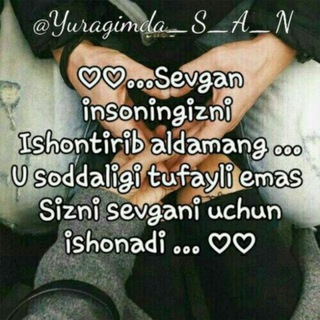 @Yuragimda_S_A_N
♡♡...Sevgan
insoningizni
Ishontirib aldamang ...
U soddaligi tufayli emas
Sizni sevgani uchun
ishonadi ... ♡♡